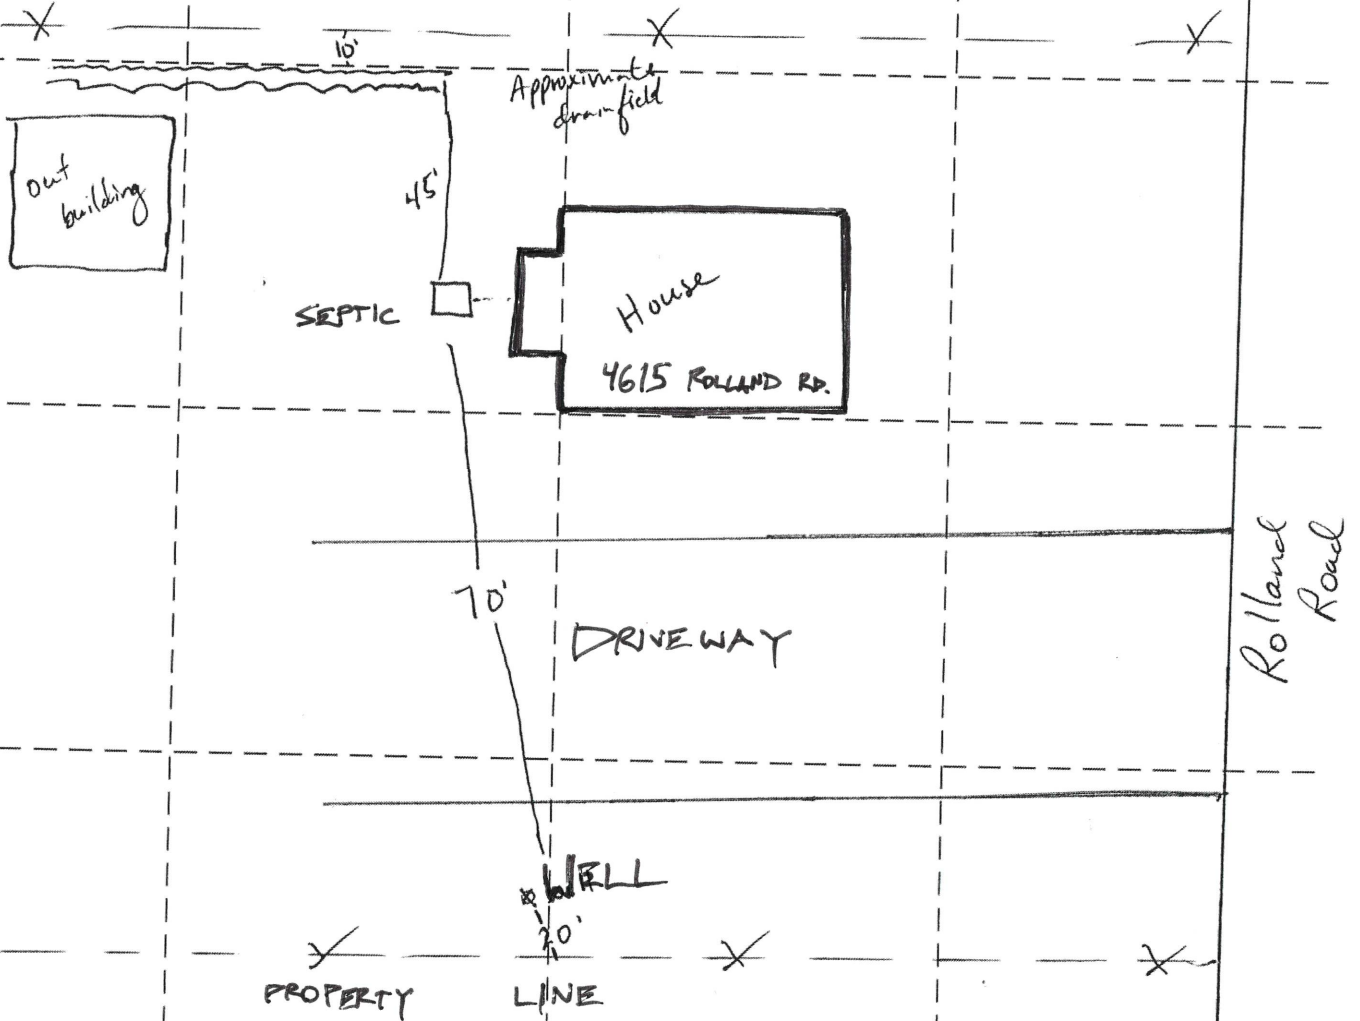 10'
Approximate
drainfield
out
building
45'
SEPTIC
House
4615 ROLLAND RD.
70'
DRIVEWAY
Rolland
Road
WELL
20'
PROPERTY LINE